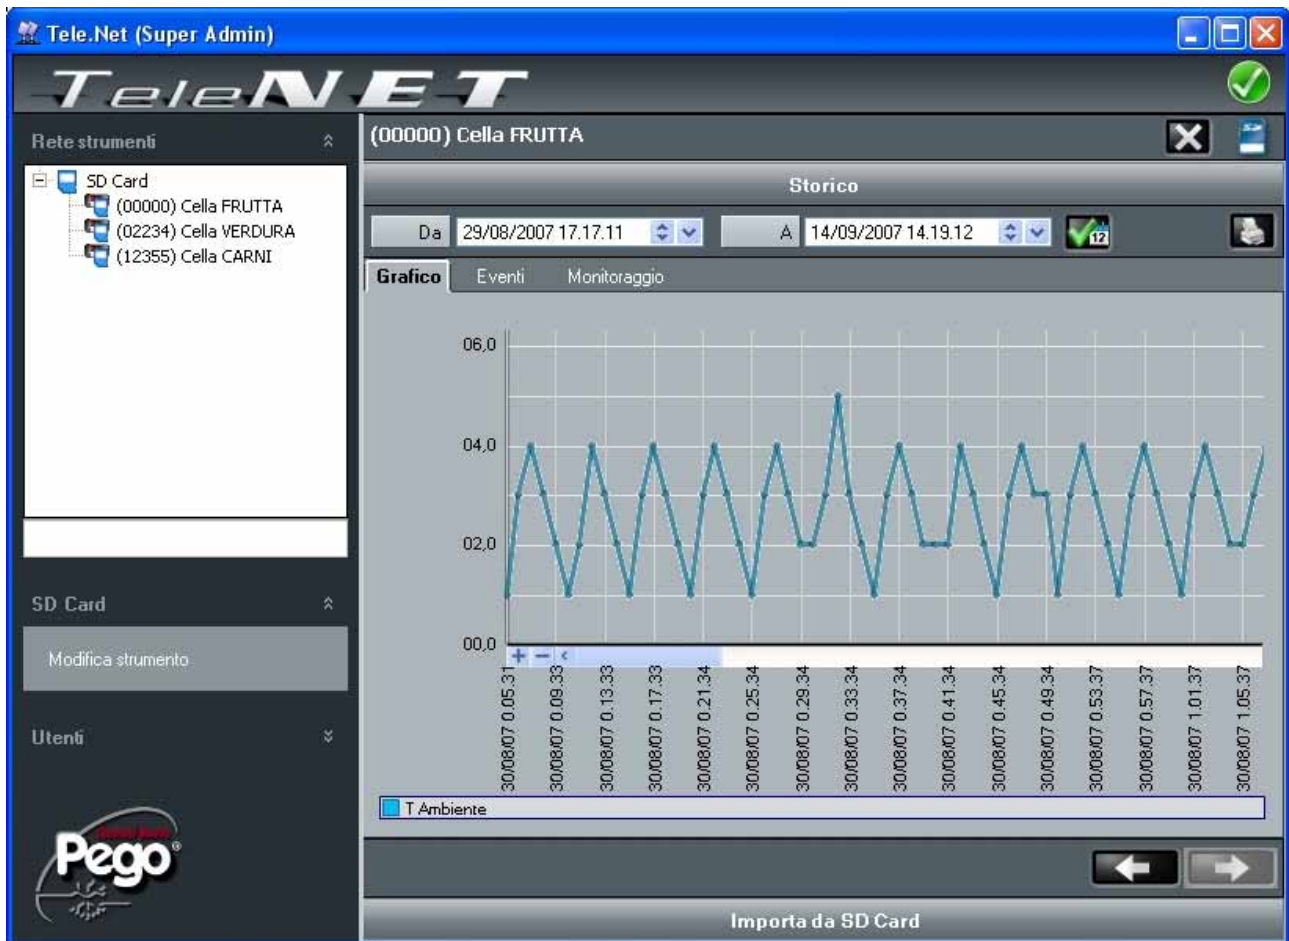 Tele.Net (Super Admin)
TeleNET
Rete strumenti
SD Card
(00000) Cella FRUTTA
(02234) Cella VERDURA
(12355) Cella CARNI
SD Card
Modifica strumento
Utenti
Pego®
(00000) Cella FRUTTA
Storico
Da 29/08/2007 17.17.11 A 14/09/2007 14.19.12 12
Grafico Eventi Monitoraggio
06,0
04,0
02,0
00,0
30/08/07 0.05.31
30/08/07 0.09.33
30/08/07 0.13.33
30/08/07 0.17.33
30/08/07 0.21.34
30/08/07 0.25.34
30/08/07 0.29.34
30/08/07 0.33.34
30/08/07 0.37.34
30/08/07 0.41.34
30/08/07 0.45.34
30/08/07 0.49.34
30/08/07 0.53.37
30/08/07 0.57.37
30/08/07 1.01.37
30/08/07 1.05.37
T Ambiente
Importa da SD Card